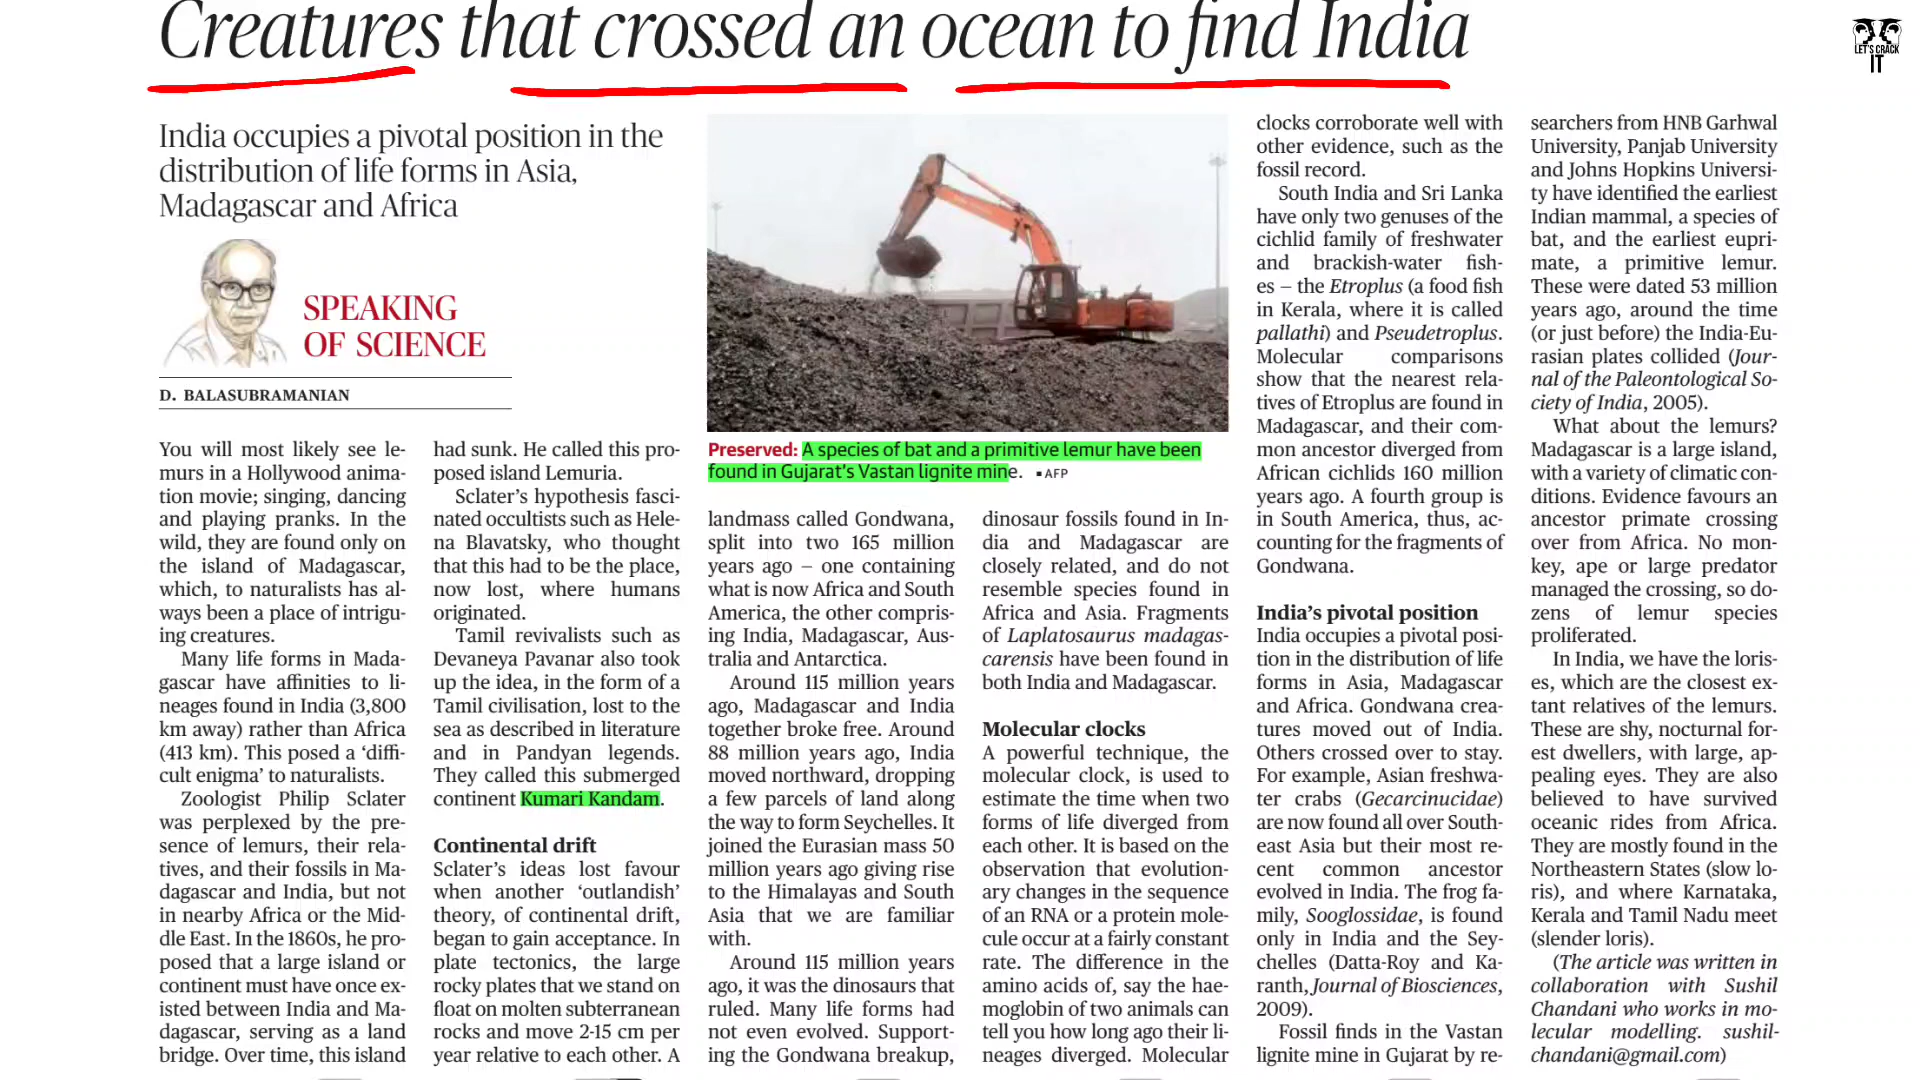 Creatures that crossed an ocean to find India
LET'S CRACK
IT
India occupies a pivotal position in the
distribution of life forms in Asia,
Madagascar and Africa
SPEAKING
OF SCIENCE
D. BALASUBRAMANIAN
You will most likely see le-
murs in a Hollywood anima-
tion movie; singing, dancing
and playing pranks. In the
wild, they are found only on
the island of Madagascar,
which, to naturalists has al-
ways been a place of intrigu-
ing creatures.
Many life forms in Mada-
gascar have affinities to li-
neages found in India (3,800
km away) rather than Africa
(413 km). This posed a ‘diffi-
cult enigma’ to naturalists.
Zoologist Philip Sclater
was perplexed by the pre-
sence of lemurs, their rela-
tives, and their fossils in Ma-
dagascar and India, but not
in nearby Africa or the Mid-
dle East. In the 1860s, he pro-
posed that a large island or
continent must have once ex-
isted between India and Ma-
dagascar, serving as a land
bridge. Over time, this island
had sunk. He called this pro-
posed island Lemuria.
Sclater’s hypothesis fasci-
nated occultists such as Hele-
na Blavatsky, who thought
that this had to be the place,
now lost, where humans
originated.
Tamil revivalists such as
Devaneya Pavanar also took
up the idea, in the form of a
Tamil civilisation, lost to the
sea as described in literature
and in Pandyan legends.
They called this submerged
continent Kumari Kandam.
Continental drift
Sclater’s ideas lost favour
when another ‘outlandish’
theory, of continental drift,
began to gain acceptance. In
plate tectonics, the large
rocky plates that we stand on
float on molten subterranean
rocks and move 2-15 cm per
year relative to each other. A
Preserved: A species of bat and a primitive lemur have been
found in Gujarat’s Vastan lignite mine. ▪ AFP
landmass called Gondwana,
split into two 165 million
years ago – one containing
what is now Africa and South
America, the other compris-
ing India, Madagascar, Aus-
tralia and Antarctica.
Around 115 million years
ago, Madagascar and India
together broke free. Around
88 million years ago, India
moved northward, dropping
a few parcels of land along
the way to form Seychelles. It
joined the Eurasian mass 50
million years ago giving rise
to the Himalayas and South
Asia that we are familiar
with.
Around 115 million years
ago, it was the dinosaurs that
ruled. Many life forms had
not even evolved. Support-
ing the Gondwana breakup,
dinosaur fossils found in In-
dia and Madagascar are
closely related, and do not
resemble species found in
Africa and Asia. Fragments
of Laplatosaurus madagas-
carensis have been found in
both India and Madagascar.
Molecular clocks
A powerful technique, the
molecular clock, is used to
estimate the time when two
forms of life diverged from
each other. It is based on the
observation that evolution-
ary changes in the sequence
of an RNA or a protein mole-
cule occur at a fairly constant
rate. The difference in the
amino acids of, say the hae-
moglobin of two animals can
tell you how long ago their li-
neages diverged. Molecular
clocks corroborate well with
other evidence, such as the
fossil record.
South India and Sri Lanka
have only two genuses of the
cichlid family of freshwater
and brackish-water fish-
es – the Etroplus (a food fish
in Kerala, where it is called
pallathi) and Pseudetroplus.
Molecular comparisons
show that the nearest rela-
tives of Etroplus are found in
Madagascar, and their com-
mon ancestor diverged from
African cichlids 160 million
years ago. A fourth group is
in South America, thus, ac-
counting for the fragments of
Gondwana.
India’s pivotal position
India occupies a pivotal posi-
tion in the distribution of life
forms in Asia, Madagascar
and Africa. Gondwana crea-
tures moved out of India.
Others crossed over to stay.
For example, Asian freshwa-
ter crabs (Gecarcinucidae)
are now found all over South-
east Asia but their most re-
cent common ancestor
evolved in India. The frog fa-
mily, Sooglossidae, is found
only in India and the Sey-
chelles (Datta-Roy and Ka-
ranth, Journal of Biosciences,
2009).
Fossil finds in the Vastan
lignite mine in Gujarat by re-
searchers from HNB Garhwal
University, Panjab University
and Johns Hopkins Universi-
ty have identified the earliest
Indian mammal, a species of
bat, and the earliest eupri-
mate, a primitive lemur.
These were dated 53 million
years ago, around the time
(or just before) the India-Eu-
rasian plates collided (Jour-
nal of the Paleontological So-
ciety of India, 2005).
What about the lemurs?
Madagascar is a large island,
with a variety of climatic con-
ditions. Evidence favours an
ancestor primate crossing
over from Africa. No mon-
key, ape or large predator
managed the crossing, so do-
zens of lemur species
proliferated.
In India, we have the loris-
es, which are the closest ex-
tant relatives of the lemurs.
These are shy, nocturnal for-
est dwellers, with large, ap-
pealing eyes. They are also
believed to have survived
oceanic rides from Africa.
They are mostly found in the
Northeastern States (slow lo-
ris), and where Karnataka,
Kerala and Tamil Nadu meet
(slender loris).
(The article was written in
collaboration with Sushil
Chandani who works in mo-
lecular modelling. sushil-
chandani@gmail.com)